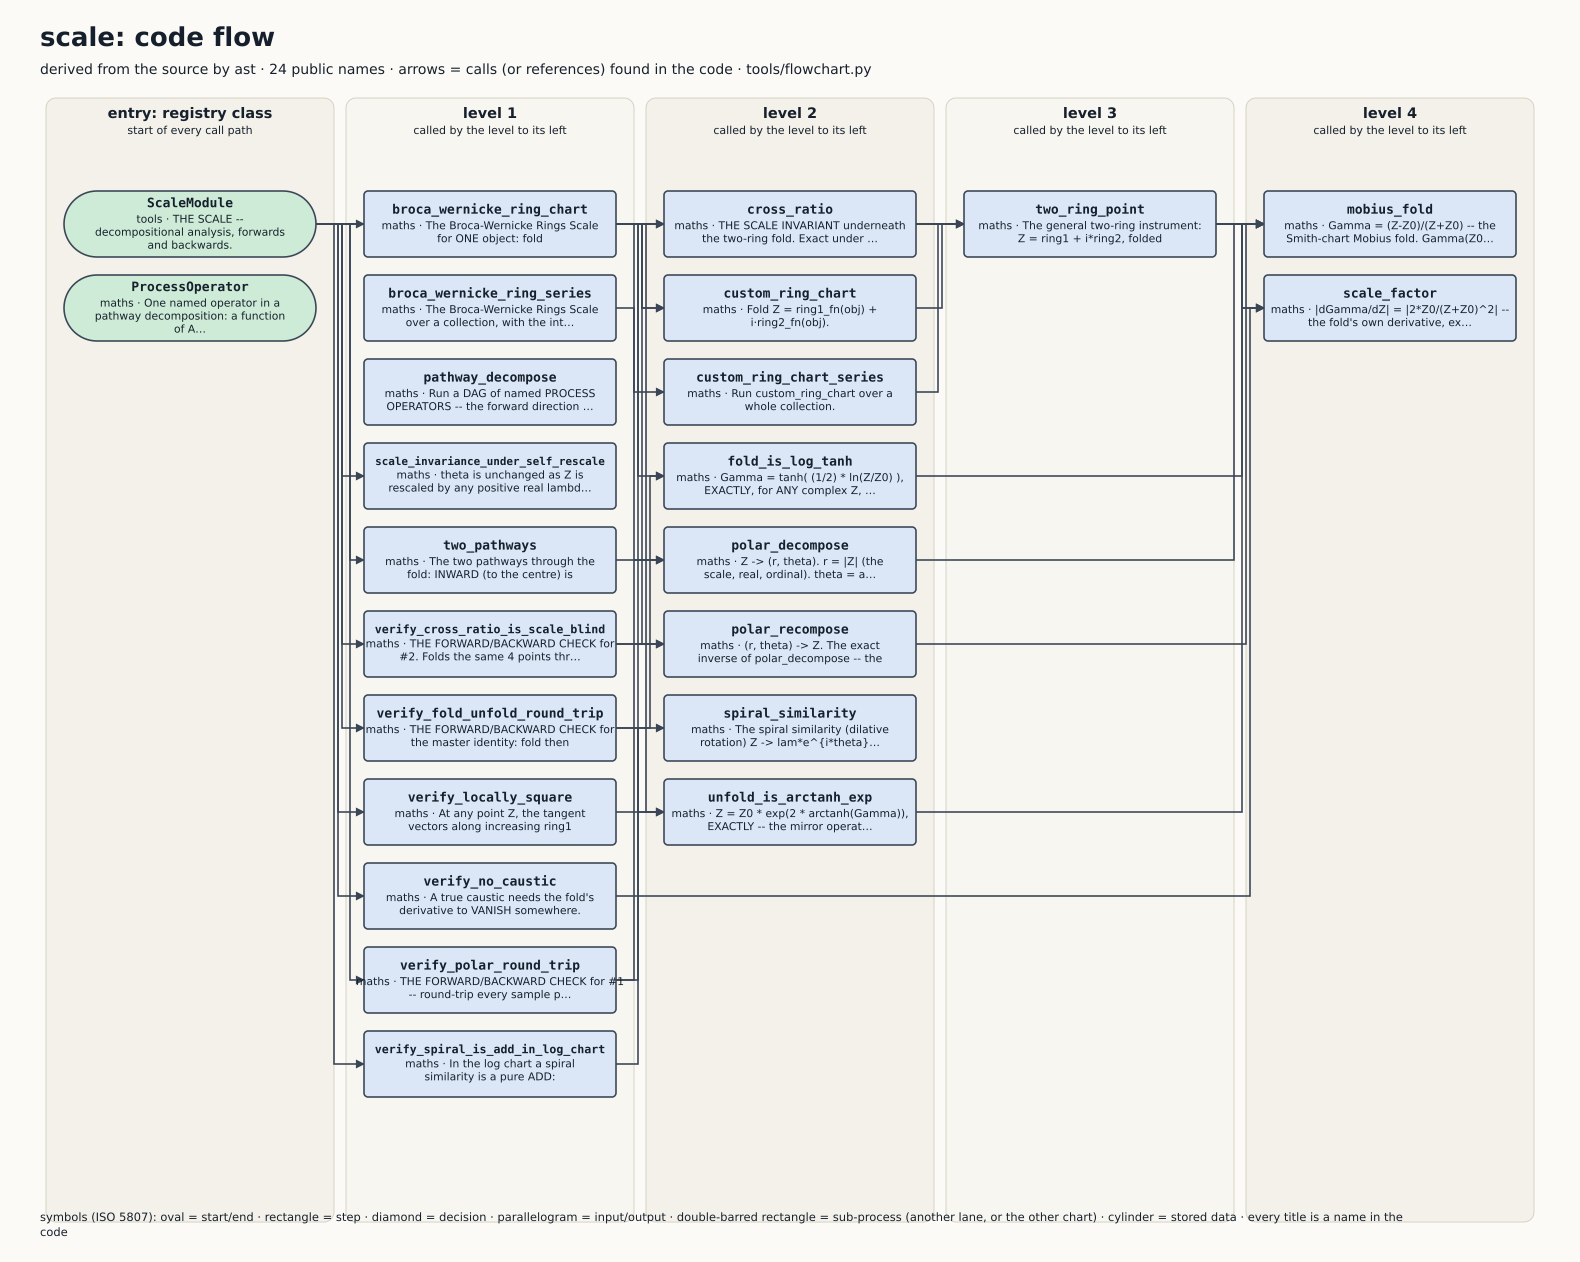 scale: code flow
derived from the source by ast · 24 public names · arrows = calls (or references) found in the code · tools/flowchart.py
entry: registry class
start of every call path
ScaleModule
tools · THE SCALE --
decompositional analysis, forwards
and backwards.
ProcessOperator
maths · One named operator in a
pathway decomposition: a function
of A…
level 1
called by the level to its left
broca_wernicke_ring_chart
maths · The Broca-Wernicke Rings Scale
for ONE object: fold
broca_wernicke_ring_series
maths · The Broca-Wernicke Rings Scale
over a collection, with the int…
pathway_decompose
maths · Run a DAG of named PROCESS
OPERATORS -- the forward direction …
scale_invariance_under_self_rescale
maths · theta is unchanged as Z is
rescaled by any positive real lambd…
two_pathways
maths · The two pathways through the
fold: INWARD (to the centre) is
verify_cross_ratio_is_scale_blind
maths · THE FORWARD/BACKWARD CHECK for
#2. Folds the same 4 points thr…
verify_fold_unfold_round_trip
maths · THE FORWARD/BACKWARD CHECK for
the master identity: fold then
verify_locally_square
maths · At any point Z, the tangent
vectors along increasing ring1
verify_no_caustic
maths · A true caustic needs the fold's
derivative to VANISH somewhere.
verify_polar_round_trip
maths · THE FORWARD/BACKWARD CHECK for #1
-- round-trip every sample p…
verify_spiral_is_add_in_log_chart
maths · In the log chart a spiral
similarity is a pure ADD:
level 2
called by the level to its left
cross_ratio
maths · THE SCALE INVARIANT underneath
the two-ring fold. Exact under …
custom_ring_chart
maths · Fold Z = ring1_fn(obj) +
i·ring2_fn(obj).
custom_ring_chart_series
maths · Run custom_ring_chart over a
whole collection.
fold_is_log_tanh
maths · Gamma = tanh( (1/2) * ln(Z/Z0) ),
EXACTLY, for ANY complex Z, …
polar_decompose
maths · Z -> (r, theta). r = |Z| (the
scale, real, ordinal). theta = a…
polar_recompose
maths · (r, theta) -> Z. The exact
inverse of polar_decompose -- the
spiral_similarity
maths · The spiral similarity (dilative
rotation) Z -> lam*e^{i*theta}…
unfold_is_arctanh_exp
maths · Z = Z0 * exp(2 * arctanh(Gamma)),
EXACTLY -- the mirror operat…
level 3
called by the level to its left
two_ring_point
maths · The general two-ring instrument:
Z = ring1 + i*ring2, folded
level 4
called by the level to its left
mobius_fold
maths · Gamma = (Z-Z0)/(Z+Z0) -- the
Smith-chart Mobius fold. Gamma(Z0…
scale_factor
maths · |dGamma/dZ| = |2*Z0/(Z+Z0)^2| --
the fold's own derivative, ex…
symbols (ISO 5807): oval = start/end · rectangle = step · diamond = decision · parallelogram = input/output · double-barred rectangle = sub-process (another lane, or the other chart) · cylinder = stored data · every title is a name in the
code